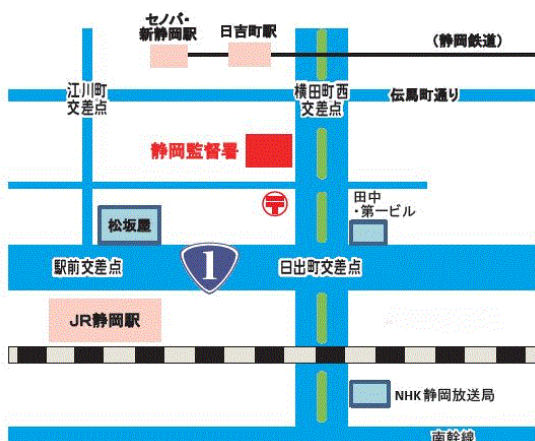 セノバ・
新静岡駅
日吉町駅
(静岡鉄道)
江川町
交差点
横田町西
交差点
伝馬町通り
静岡監督署
松坂屋
田中
・第一ビル
駅前交差点
1
日出町交差点
JR静岡駅
NHK 静岡放送局
南幹線